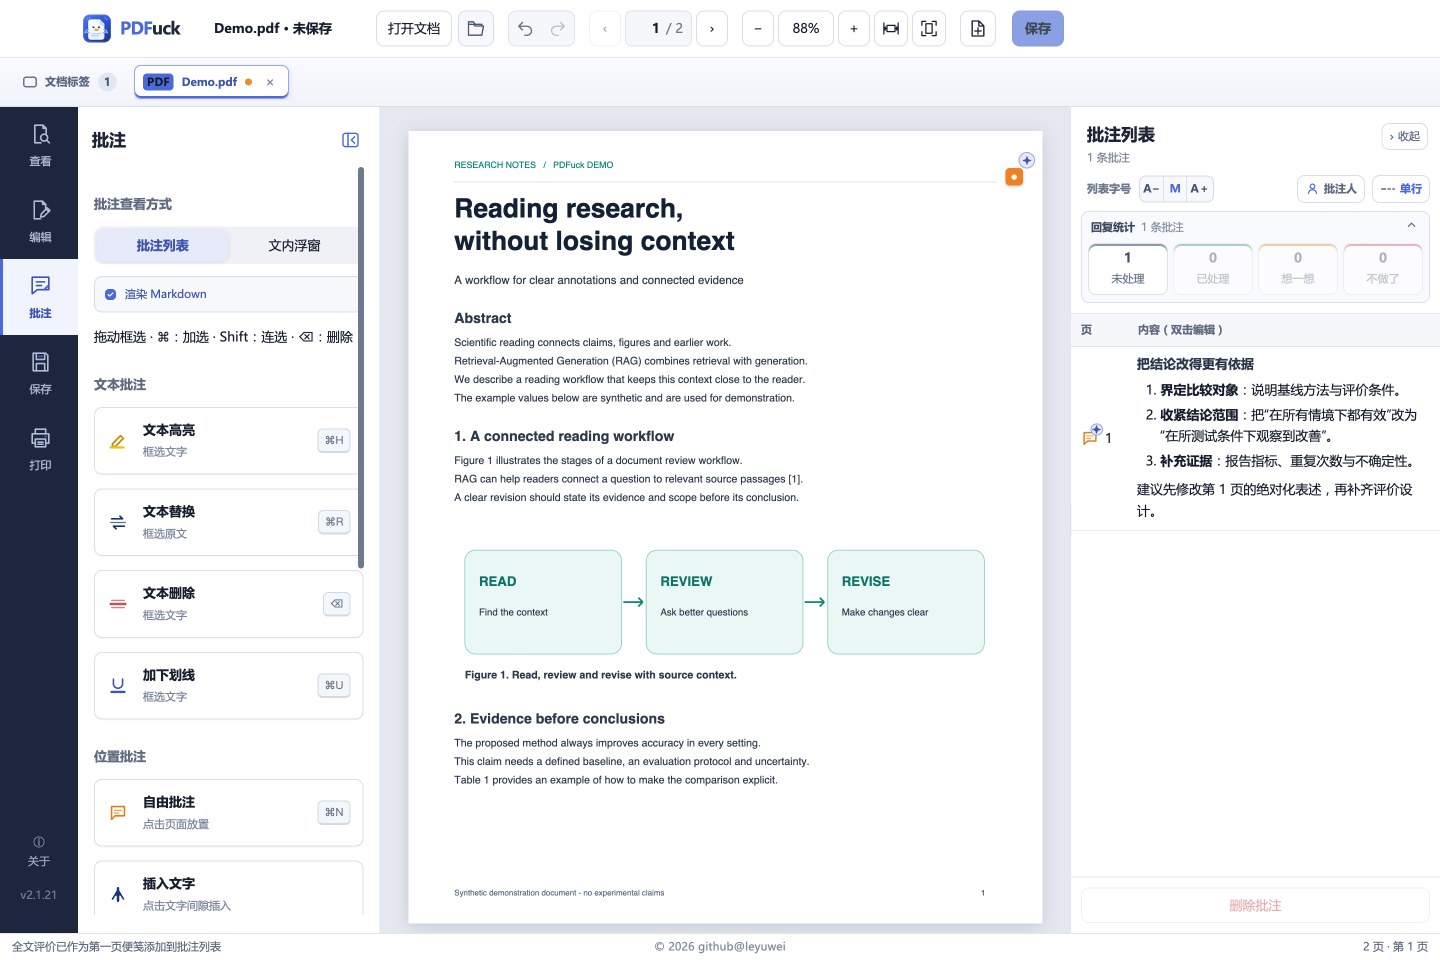 PDFuck
Demo.pdf • 未保存
打开文档
1 / 2
88%
保存
文档标签 1
PDF Demo.pdf
查看
编辑
批注
保存
打印
关于
v2.1.21
批注
批注查看方式
批注列表 文内浮窗
渲染 Markdown
拖动框选 · ⌘：加选 · Shift：连选 · ⌫：删除
文本批注
文本高亮
框选文字
⌘H
文本替换
框选原文
⌘R
文本删除
框选文字
⌫
加下划线
框选文字
⌘U
位置批注
自由批注
点击页面放置
⌘N
插入文字
点击文字间隙插入
RESEARCH NOTES / PDFuck DEMO
Reading research,
without losing context
A workflow for clear annotations and connected evidence
Abstract
Scientific reading connects claims, figures and earlier work.
Retrieval-Augmented Generation (RAG) combines retrieval with generation.
We describe a reading workflow that keeps this context close to the reader.
The example values below are synthetic and are used for demonstration.
1. A connected reading workflow
Figure 1 illustrates the stages of a document review workflow.
RAG can help readers connect a question to relevant source passages [1].
A clear revision should state its evidence and scope before its conclusion.
READ
Find the context
REVIEW
Ask better questions
REVISE
Make changes clear
Figure 1. Read, review and revise with source context.
2. Evidence before conclusions
The proposed method always improves accuracy in every setting.
This claim needs a defined baseline, an evaluation protocol and uncertainty.
Table 1 provides an example of how to make the comparison explicit.
Synthetic demonstration document - no experimental claims 1
批注列表
› 收起
1 条批注
列表字号 A− M A+
批注人
--- 单行
回复统计 1 条批注
1 未处理
0 已处理
0 想一想
0 不做了
页 内容（双击编辑）
1
把结论改得更有依据
1. 界定比较对象：说明基线方法与评价条件。
2. 收紧结论范围：把“在所有情境下都有效”改为
“在所测试条件下观察到改善”。
3. 补充证据：报告指标、重复次数与不确定性。
建议先修改第 1 页的绝对化表述，再补齐评价设
计。
删除批注
全文评价已作为第一页便笺添加到批注列表
© 2026 github@leyuwei
2 页 · 第 1 页